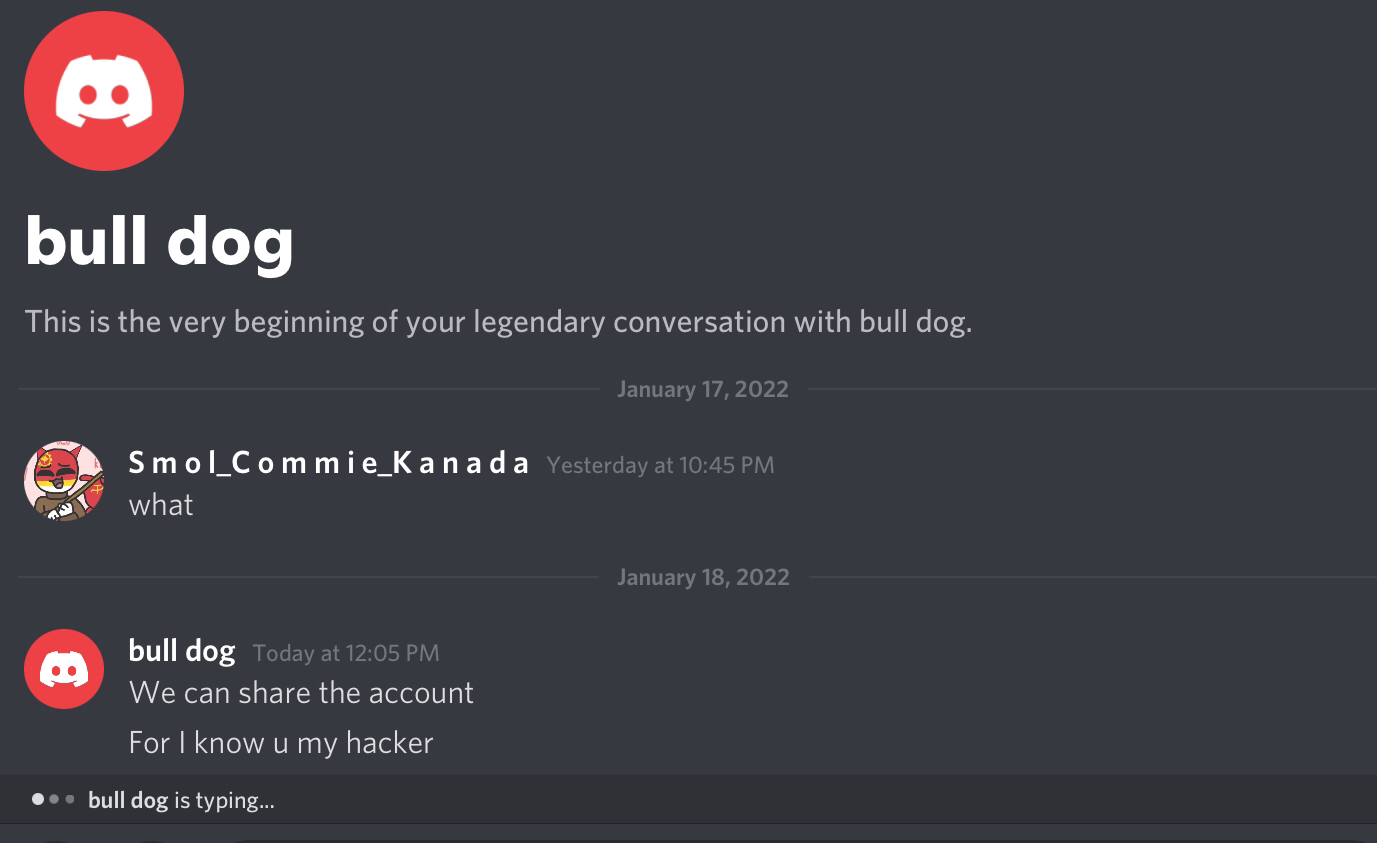 bull dog
This is the very beginning of your legendary conversation with bull dog.
January 17, 2022
S m o l_C o m m i e_K a n a d a Yesterday at 10:45 PM
what
January 18, 2022
bull dog Today at 12:05 PM
We can share the account
For I know u my hacker
bull dog is typing...